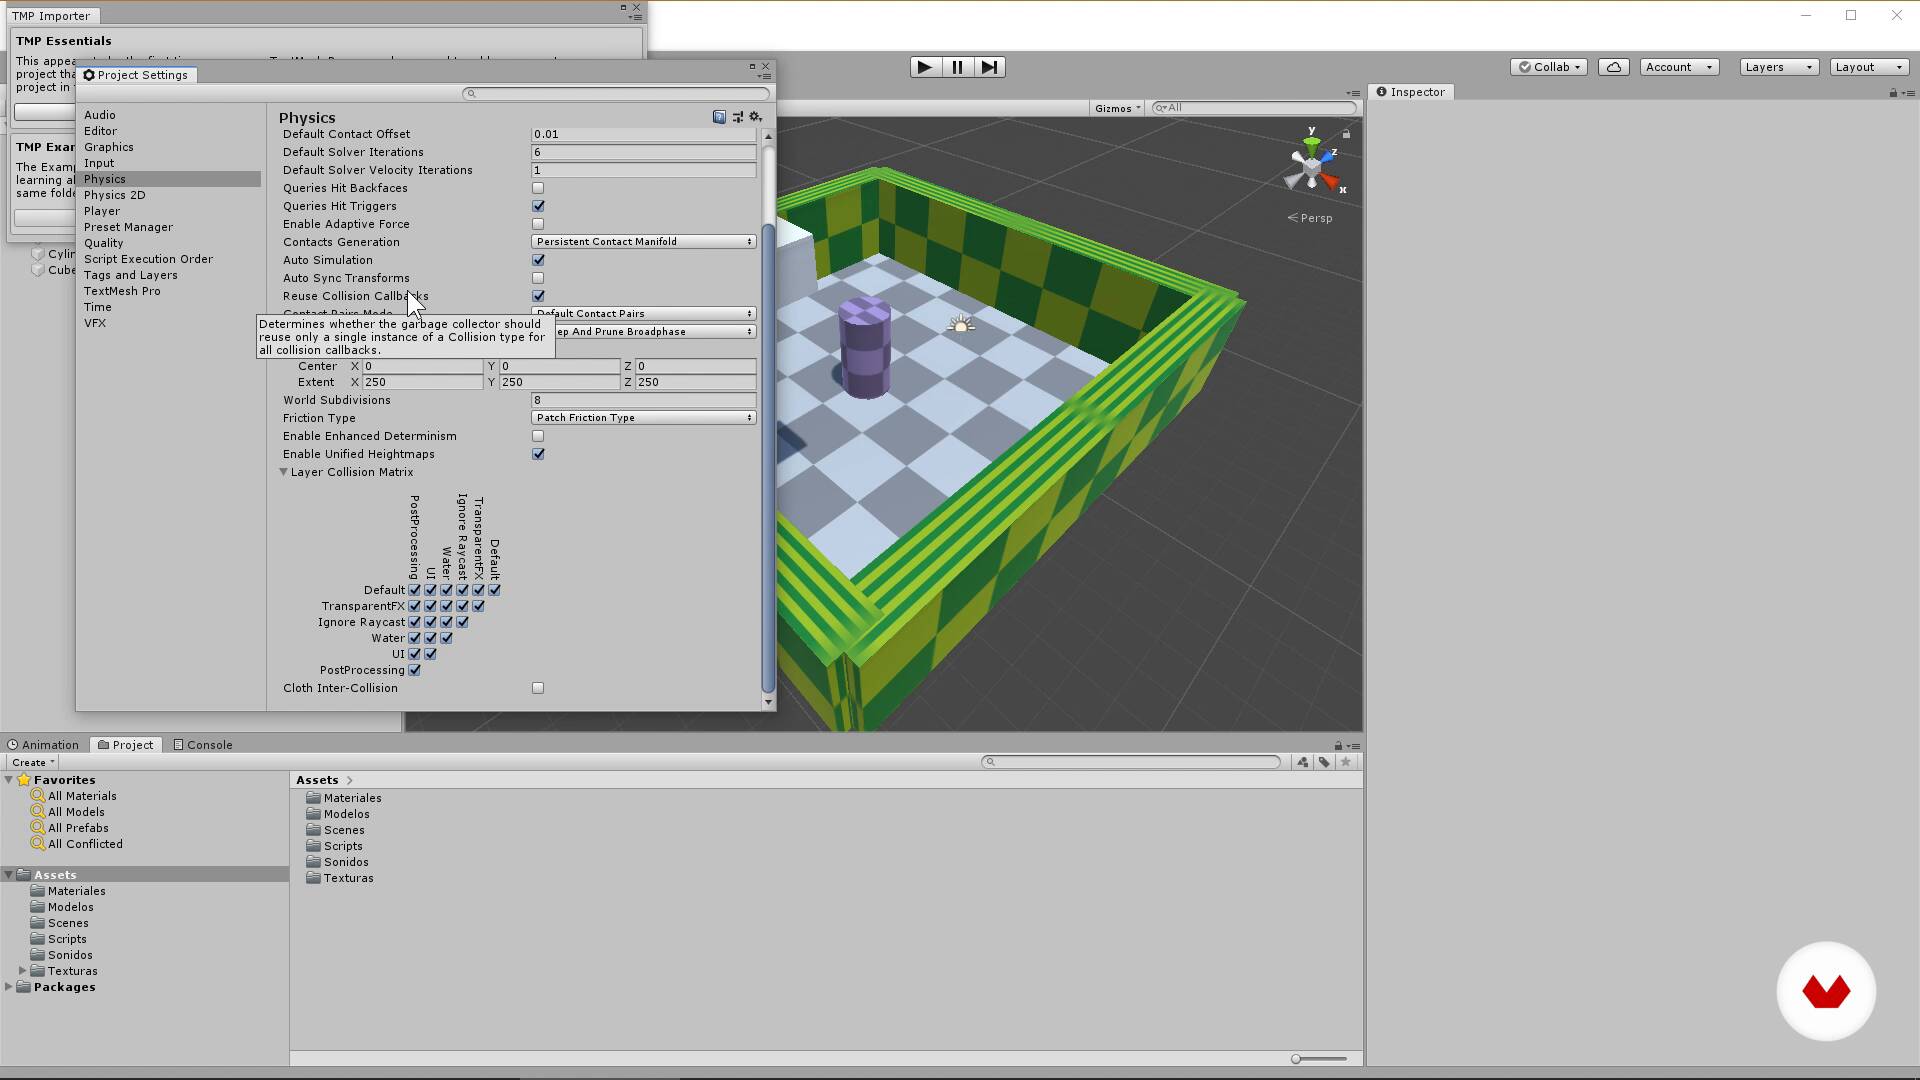 TMP Importer
TMP Essentials
This appea
project tha
project in
TMP Exar
The Examp
learning al
same folde
Cylin
Cube
Project Settings
Audio
Editor
Graphics
Input
Physics
Physics 2D
Player
Preset Manager
Quality
Script Execution Order
Tags and Layers
TextMesh Pro
Time
VFX
Physics
Default Contact Offset 0.01
Default Solver Iterations 6
Default Solver Velocity Iterations 1
Queries Hit Backfaces
Queries Hit Triggers
Enable Adaptive Force
Contacts Generation Persistent Contact Manifold
Auto Simulation
Auto Sync Transforms
Reuse Collision Callbacks
Contact Pairs Mode Default Contact Pairs
ep And Prune Broadphase
Determines whether the garbage collector should
reuse only a single instance of a Collision type for
all collision callbacks.
Center X 0 Y 0 Z 0
Extent X 250 Y 250 Z 250
World Subdivisions 8
Friction Type Patch Friction Type
Enable Enhanced Determinism
Enable Unified Heightmaps
Layer Collision Matrix
PostProcessing
UI
Water
Ignore Raycast
TransparentFX
Default
Default
TransparentFX
Ignore Raycast
Water
UI
PostProcessing
Cloth Inter-Collision
Collab
Account
Layers
Layout
Gizmos
All
y
z
x
Persp
Inspector
Animation
Project
Console
Create
Favorites
All Materials
All Models
All Prefabs
All Conflicted
Assets
Materiales
Modelos
Scenes
Scripts
Sonidos
Texturas
Packages
Assets
Materiales
Modelos
Scenes
Scripts
Sonidos
Texturas